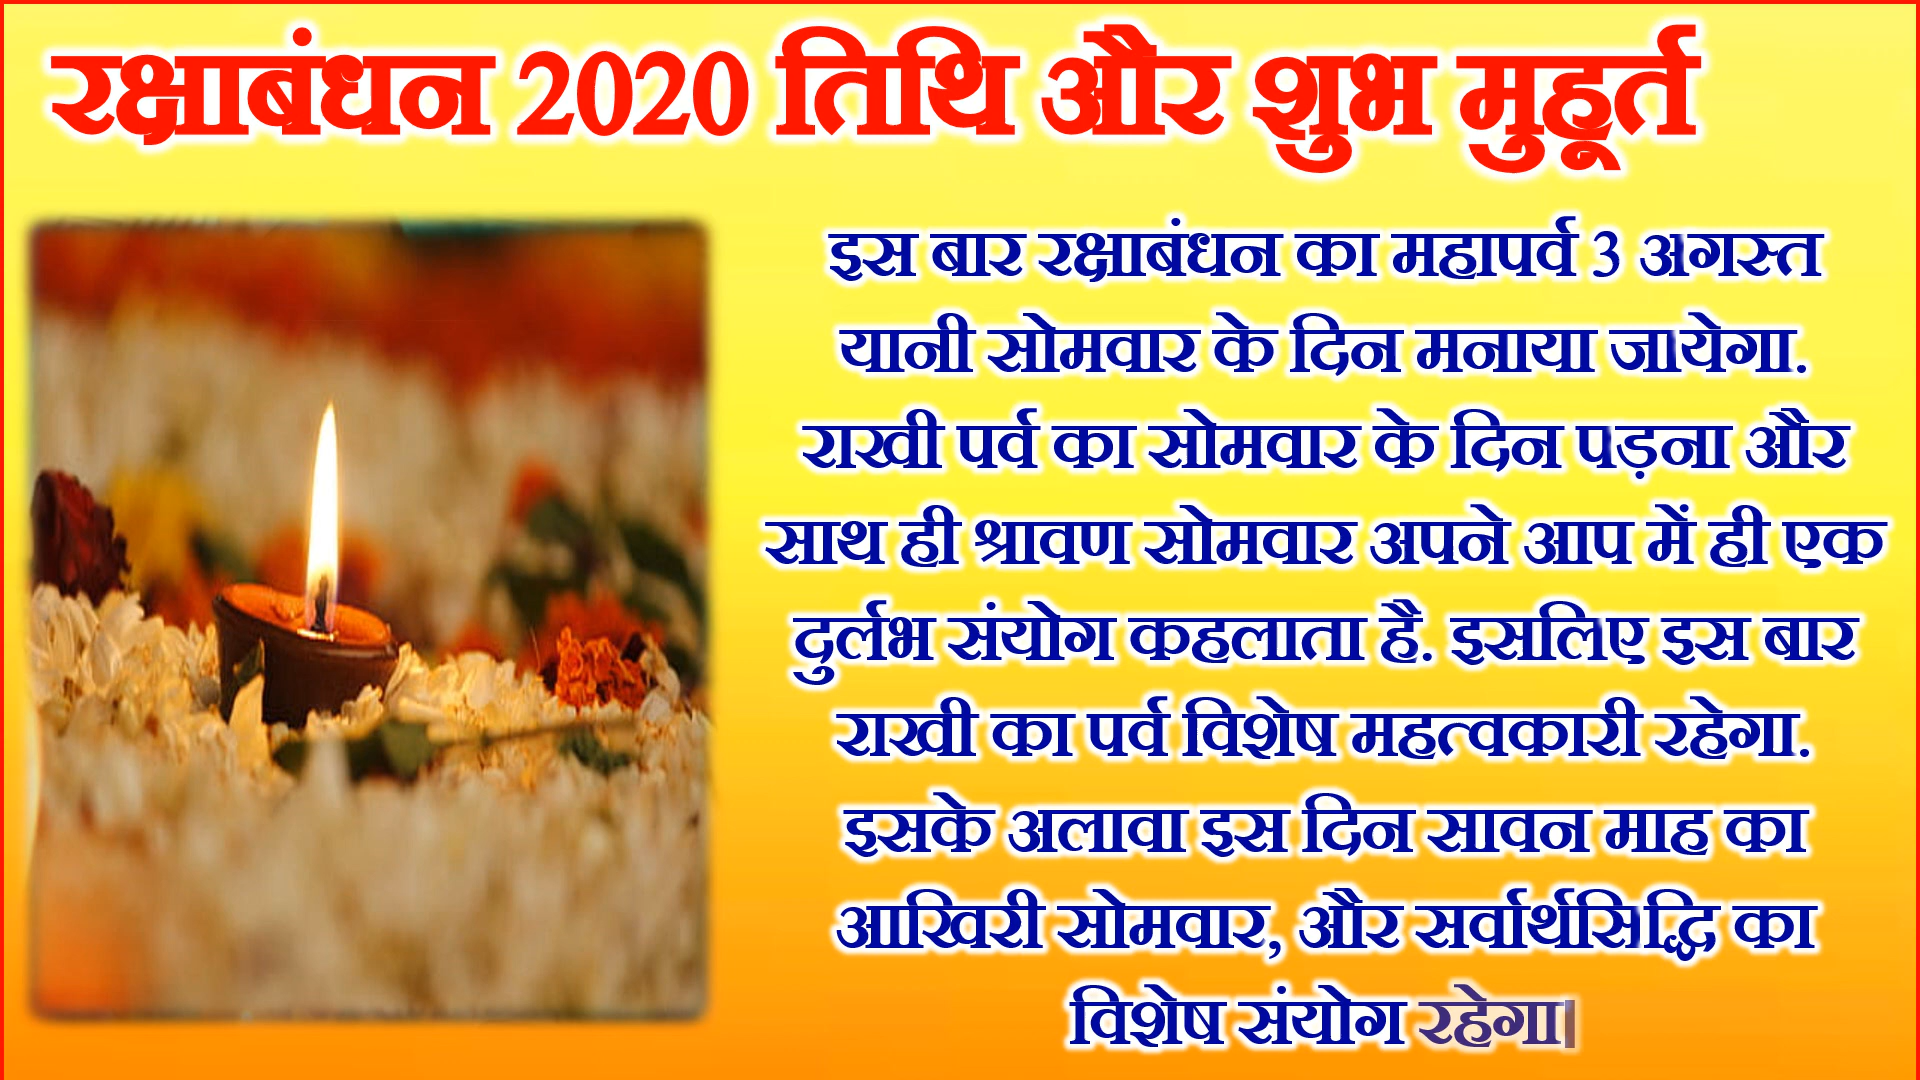 रक्षाबंधन 2020 तिथि और शुभ मुहूर्त
इस बार रक्षाबंधन का महापर्व 3 अगस्त
यानी सोमवार के दिन मनाया जायेगा.
राखी पर्व का सोमवार के दिन पड़ना और
साथ ही श्रावण सोमवार अपने आप में ही एक
दुर्लभ संयोग कहलाता है. इसलिए इस बार
राखी का पर्व विशेष महत्वकारी रहेगा.
इसके अलावा इस दिन सावन माह का
आखिरी सोमवार, और सर्वार्थसिद्धि का
विशेष संयोग रहेगा|